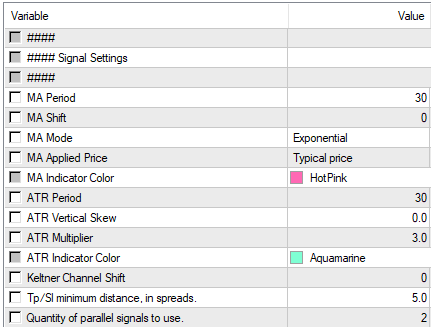 Variable Value
####
#### Signal Settings
####
MA Period 30
MA Shift 0
MA Mode Exponential
MA Applied Price Typical price
MA Indicator Color HotPink
ATR Period 30
ATR Vertical Skew 0.0
ATR Multiplier 3.0
ATR Indicator Color Aquamarine
Keltner Channel Shift 0
Tp/Sl minimum distance, in spreads. 5.0
Quantity of parallel signals to use. 2